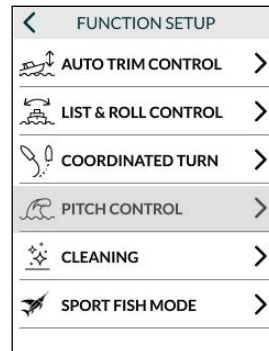 FUNCTION SETUP
AUTO TRIM CONTROL
LIST & ROLL CONTROL
COORDINATED TURN
PITCH CONTROL
CLEANING
SPORT FISH MODE